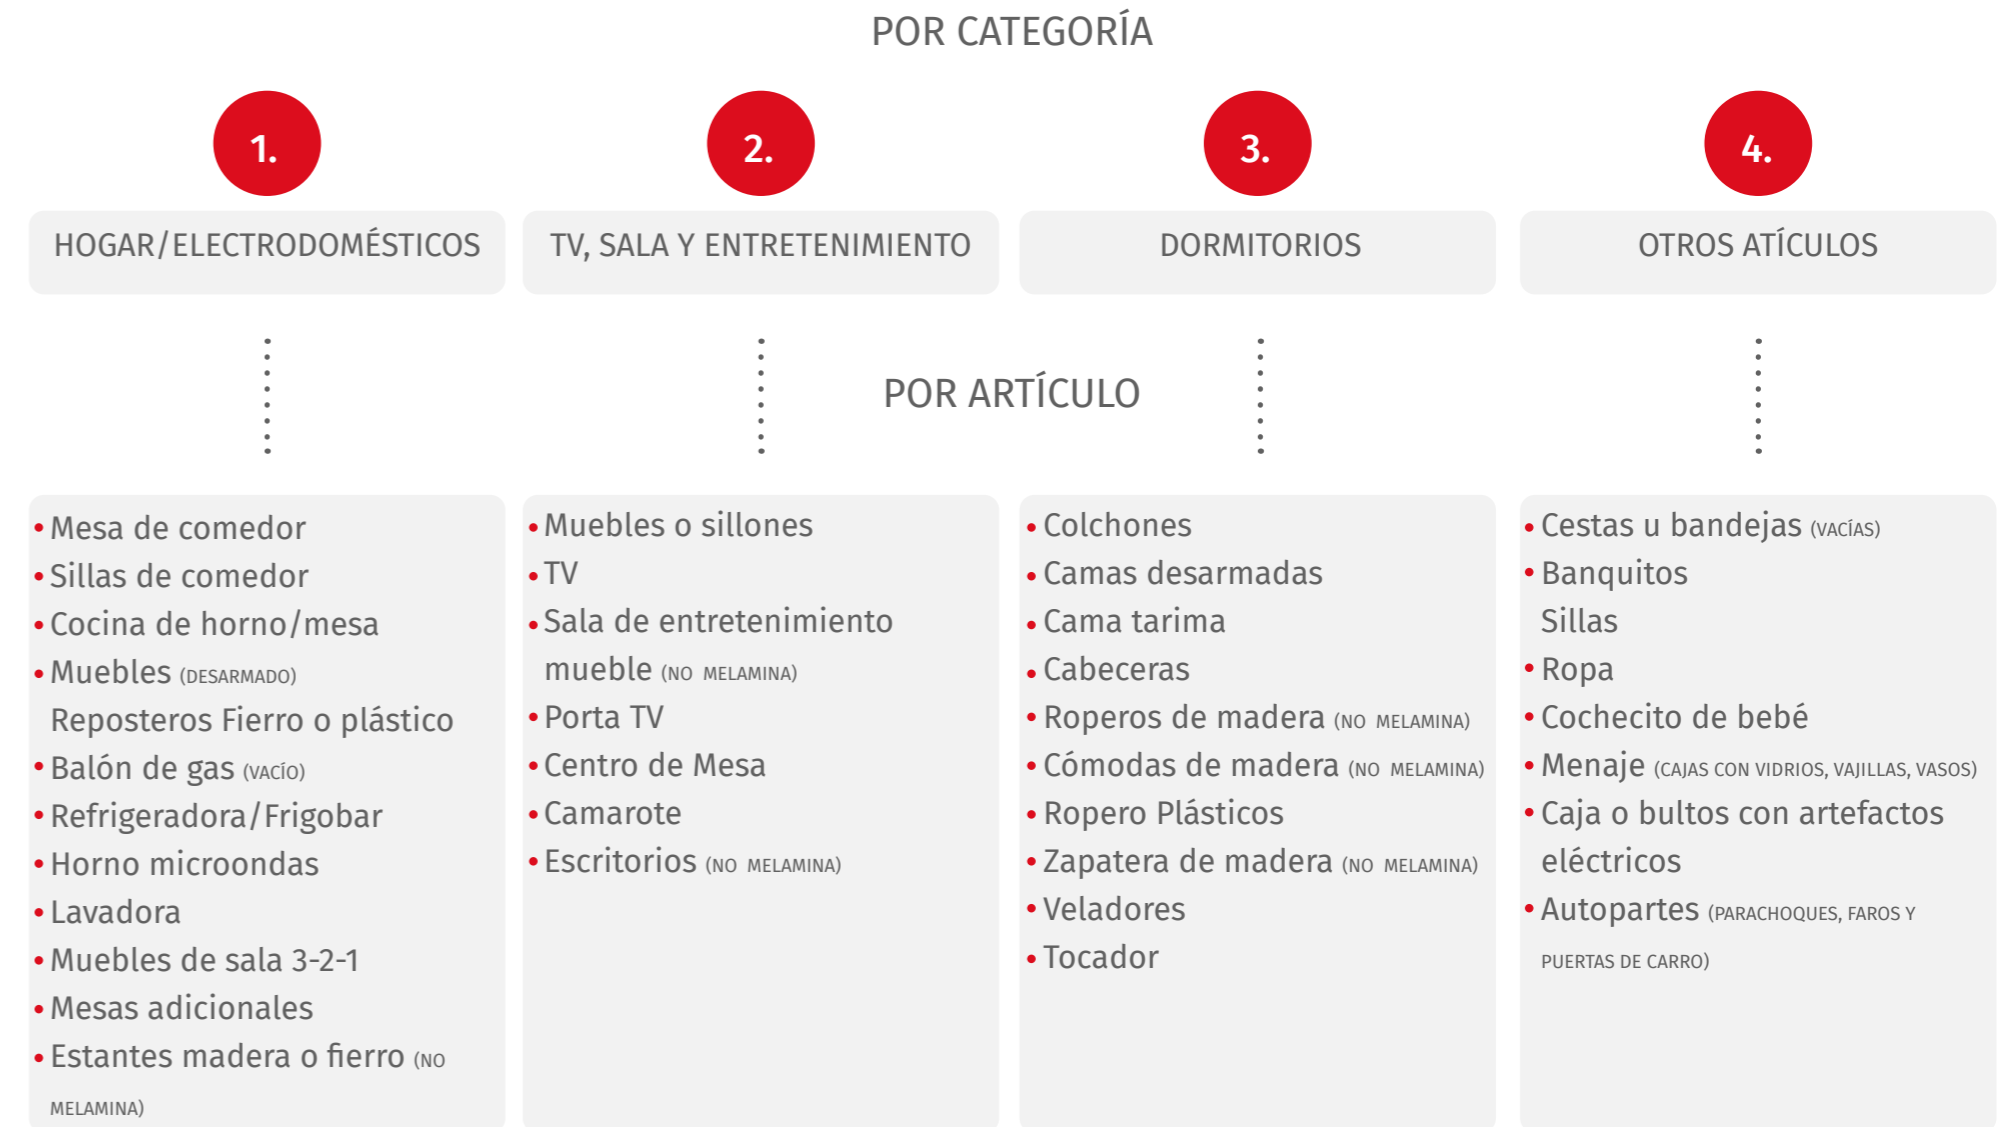 POR CATEGORÍA
1.
HOGAR/ELECTRODOMÉSTICOS
2.
TV, SALA Y ENTRETENIMIENTO
3.
DORMITORIOS
4.
OTROS ATÍCULOS
POR ARTÍCULO
• Mesa de comedor
• Sillas de comedor
• Cocina de horno/mesa
• Muebles (DESARMADO)
Reposteros Fierro o plástico
• Balón de gas (VACÍO)
• Refrigeradora/Frigobar
• Horno microondas
• Lavadora
• Muebles de sala 3-2-1
• Mesas adicionales
• Estantes madera o fierro (NO
MELAMINA)
• Muebles o sillones
• TV
• Sala de entretenimiento
mueble (NO MELAMINA)
• Porta TV
• Centro de Mesa
• Camarote
• Escritorios (NO MELAMINA)
• Colchones
• Camas desarmadas
• Cama tarima
• Cabeceras
• Roperos de madera (NO MELAMINA)
• Cómodas de madera (NO MELAMINA)
• Ropero Plásticos
• Zapatera de madera (NO MELAMINA)
• Veladores
• Tocador
• Cestas u bandejas (VACÍAS)
• Banquitos
Sillas
• Ropa
• Cochecito de bebé
• Menaje (CAJAS CON VIDRIOS, VAJILLAS, VASOS)
• Caja o bultos con artefactos
eléctricos
• Autopartes (PARACHOQUES, FAROS Y
PUERTAS DE CARRO)